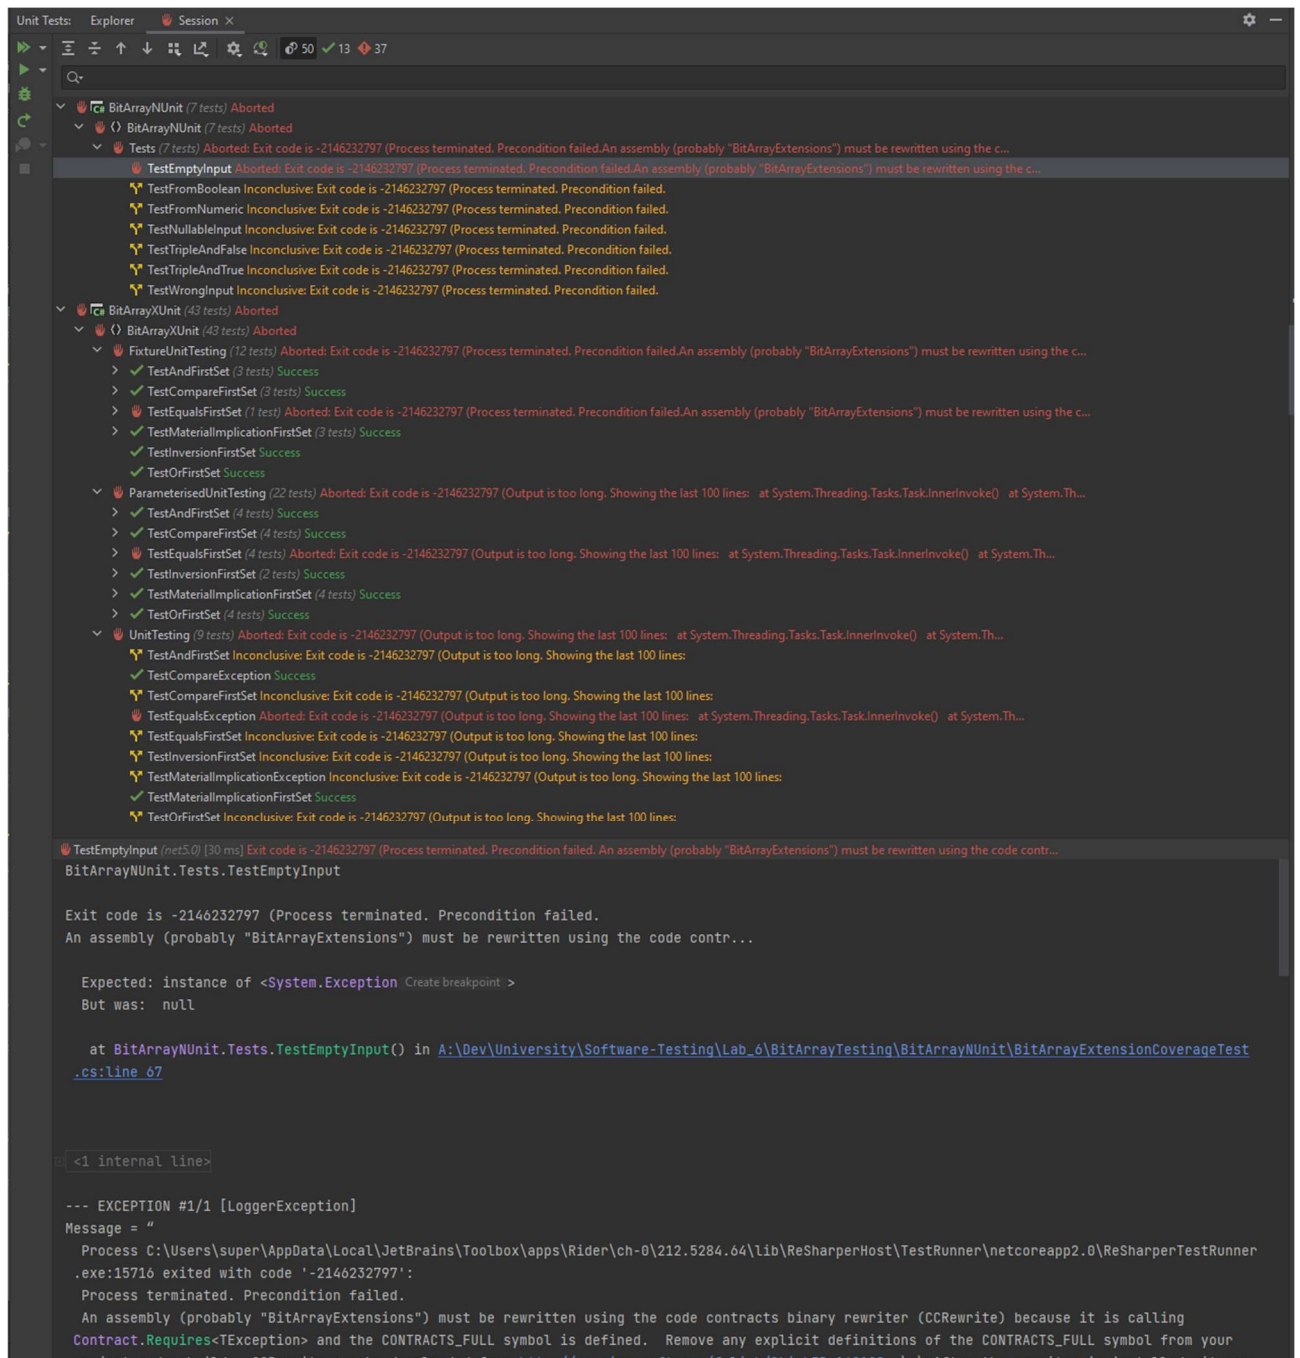 Unit Tests: Explorer Session ×
50 13 37
BitArrayNUnit (7 tests) Aborted
BitArrayNUnit (7 tests) Aborted
Tests (7 tests) Aborted: Exit code is -2146232797 (Process terminated. Precondition failed.An assembly (probably "BitArrayExtensions") must be rewritten using the c...
TestEmptyInput Aborted: Exit code is -2146232797 (Process terminated. Precondition failed.An assembly (probably "BitArrayExtensions") must be rewritten using the c...
TestFromBoolean Inconclusive: Exit code is -2146232797 (Process terminated. Precondition failed.
TestFromNumeric Inconclusive: Exit code is -2146232797 (Process terminated. Precondition failed.
TestNullableInput Inconclusive: Exit code is -2146232797 (Process terminated. Precondition failed.
TestTripleAndFalse Inconclusive: Exit code is -2146232797 (Process terminated. Precondition failed.
TestTripleAndTrue Inconclusive: Exit code is -2146232797 (Process terminated. Precondition failed.
TestWrongInput Inconclusive: Exit code is -2146232797 (Process terminated. Precondition failed.
BitArrayXUnit (43 tests) Aborted
BitArrayXUnit (43 tests) Aborted
FixtureUnitTesting (12 tests) Aborted: Exit code is -2146232797 (Process terminated. Precondition failed.An assembly (probably "BitArrayExtensions") must be rewritten using the c...
TestAndFirstSet (3 tests) Success
TestCompareFirstSet (3 tests) Success
TestEqualsFirstSet (1 test) Aborted: Exit code is -2146232797 (Process terminated. Precondition failed.An assembly (probably "BitArrayExtensions") must be rewritten using the c...
TestMaterialImplicationFirstSet (3 tests) Success
TestInversionFirstSet Success
TestOrFirstSet Success
ParameterisedUnitTesting (22 tests) Aborted: Exit code is -2146232797 (Output is too long. Showing the last 100 lines: at System.Threading.Tasks.Task.InnerInvoke() at System.Th...
TestAndFirstSet (4 tests) Success
TestCompareFirstSet (4 tests) Success
TestEqualsFirstSet (4 tests) Aborted: Exit code is -2146232797 (Output is too long. Showing the last 100 lines: at System.Threading.Tasks.Task.InnerInvoke() at System.Th...
TestInversionFirstSet (2 tests) Success
TestMaterialImplicationFirstSet (4 tests) Success
TestOrFirstSet (4 tests) Success
UnitTesting (9 tests) Aborted: Exit code is -2146232797 (Output is too long. Showing the last 100 lines: at System.Threading.Tasks.Task.InnerInvoke() at System.Th...
TestAndFirstSet Inconclusive: Exit code is -2146232797 (Output is too long. Showing the last 100 lines:
TestCompareException Success
TestCompareFirstSet Inconclusive: Exit code is -2146232797 (Output is too long. Showing the last 100 lines:
TestEqualsException Aborted: Exit code is -2146232797 (Output is too long. Showing the last 100 lines: at System.Threading.Tasks.Task.InnerInvoke() at System.Th...
TestEqualsFirstSet Inconclusive: Exit code is -2146232797 (Output is too long. Showing the last 100 lines:
TestInversionFirstSet Inconclusive: Exit code is -2146232797 (Output is too long. Showing the last 100 lines:
TestMaterialImplicationException Inconclusive: Exit code is -2146232797 (Output is too long. Showing the last 100 lines:
TestMaterialImplicationFirstSet Success
TestOrFirstSet Inconclusive: Exit code is -2146232797 (Output is too long. Showing the last 100 lines:
TestEmptyInput (net5.0) [30 ms] Exit code is -2146232797 (Process terminated. Precondition failed. An assembly (probably "BitArrayExtensions") must be rewritten using the code contr...
BitArrayNUnit.Tests.TestEmptyInput
Exit code is -2146232797 (Process terminated. Precondition failed.
An assembly (probably "BitArrayExtensions") must be rewritten using the code contr...
Expected: instance of <System.Exception Create breakpoint >
But was: null
at BitArrayNUnit.Tests.TestEmptyInput() in A:\Dev\University\Software-Testing\Lab_6\BitArrayTesting\BitArrayNUnit\BitArrayExtensionCoverageTest
.cs:line 67
<1 internal line>
--- EXCEPTION #1/1 [LoggerException]
Message = “
Process C:\Users\super\AppData\Local\JetBrains\Toolbox\apps\Rider\ch-0\212.5284.64\lib\ReSharperHost\TestRunner\netcoreapp2.0\ReSharperTestRunner
.exe:15716 exited with code '-2146232797':
Process terminated. Precondition failed.
An assembly (probably "BitArrayExtensions") must be rewritten using the code contracts binary rewriter (CCRewrite) because it is calling
Contract.Requires<TException> and the CONTRACTS_FULL symbol is defined. Remove any explicit definitions of the CONTRACTS_FULL symbol from your